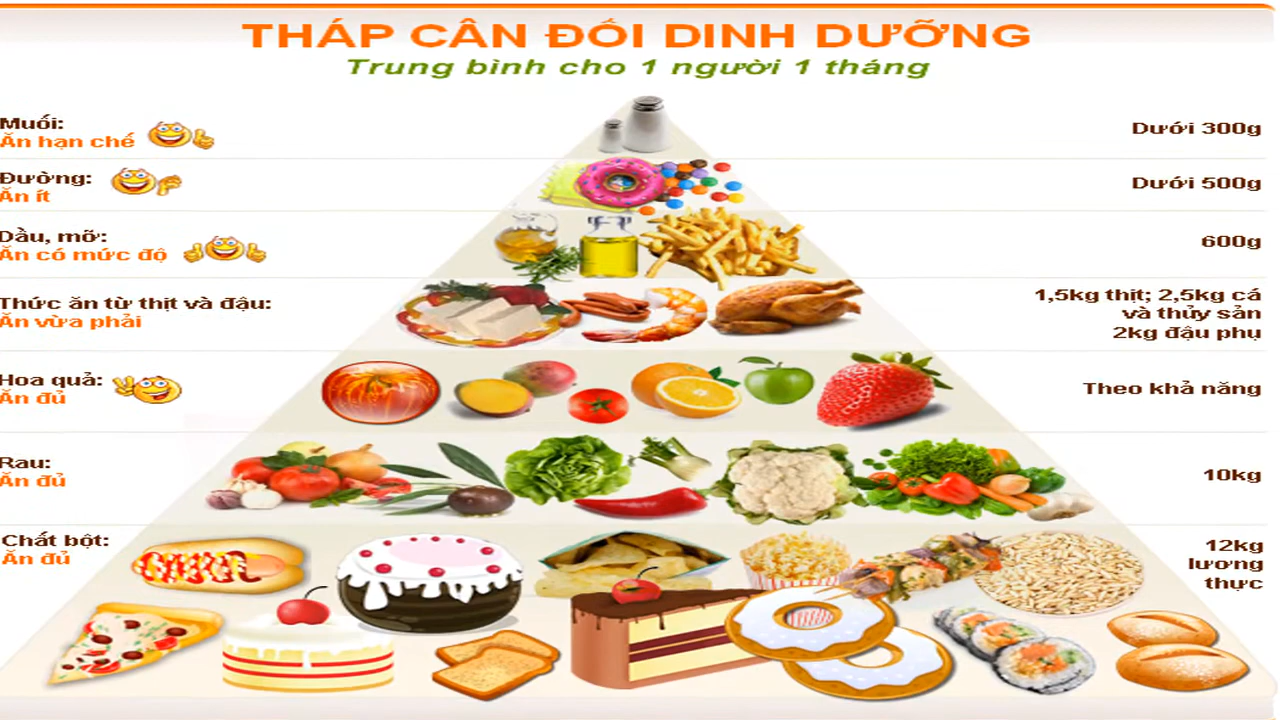 THÁP CÂN ĐỐI DINH DƯỠNG
Trung bình cho 1 người 1 tháng
Muối:
Ăn hạn chế
Dưới 300g
Đường:
Ăn ít
Dưới 500g
Dầu, mỡ:
Ăn có mức độ
600g
Thức ăn từ thịt và đậu:
Ăn vừa phải
1,5kg thịt; 2,5kg cá
và thủy sản
2kg đậu phụ
Hoa quả:
Ăn đủ
Theo khả năng
Rau:
Ăn đủ
10kg
Chất bột:
Ăn đủ
12kg
lương
thực